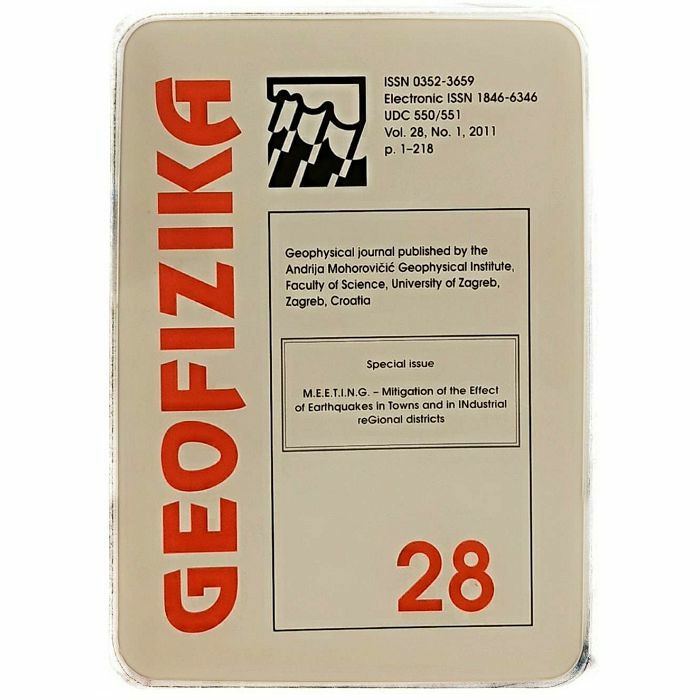 GEOFIZIKA
ISSN 0352-3659
Electronic ISSN 1846-6346
UDC 550/551
Vol. 28, No. 1, 2011
p. 1–218
Geophysical journal published by the
Andrija Mohorovičić Geophysical Institute,
Faculty of Science, University of Zagreb,
Zagreb, Croatia
Special issue
M.E.E.T.I.N.G. – Mitigation of the Effect
of Earthquakes in Towns and in INdustrial
reGional districts
28